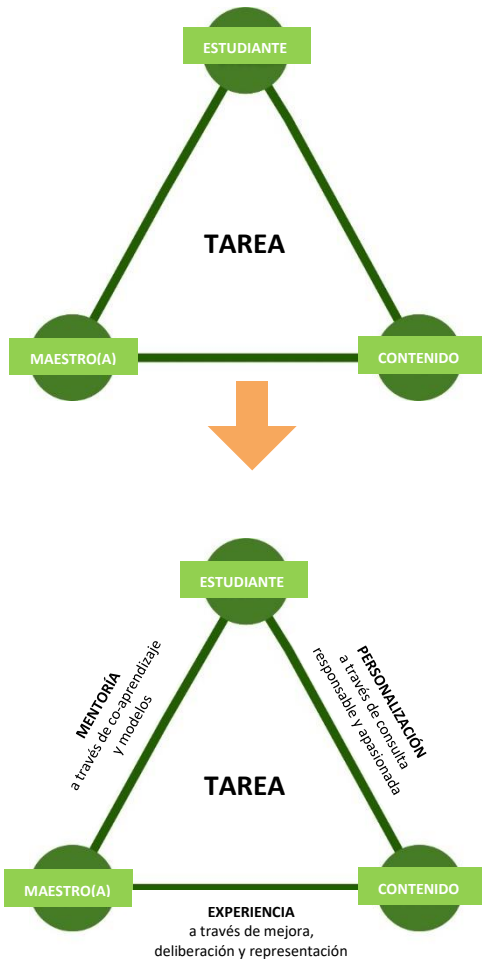 ESTUDIANTE
TAREA
MAESTRO(A)
CONTENIDO
ESTUDIANTE
MENTORÍA
a través de co-aprendizaje
y modelos
PERSONALIZACIÓN
a través de consulta
responsable y apasionada
TAREA
MAESTRO(A)
CONTENIDO
EXPERIENCIA
a través de mejora,
deliberación y representación